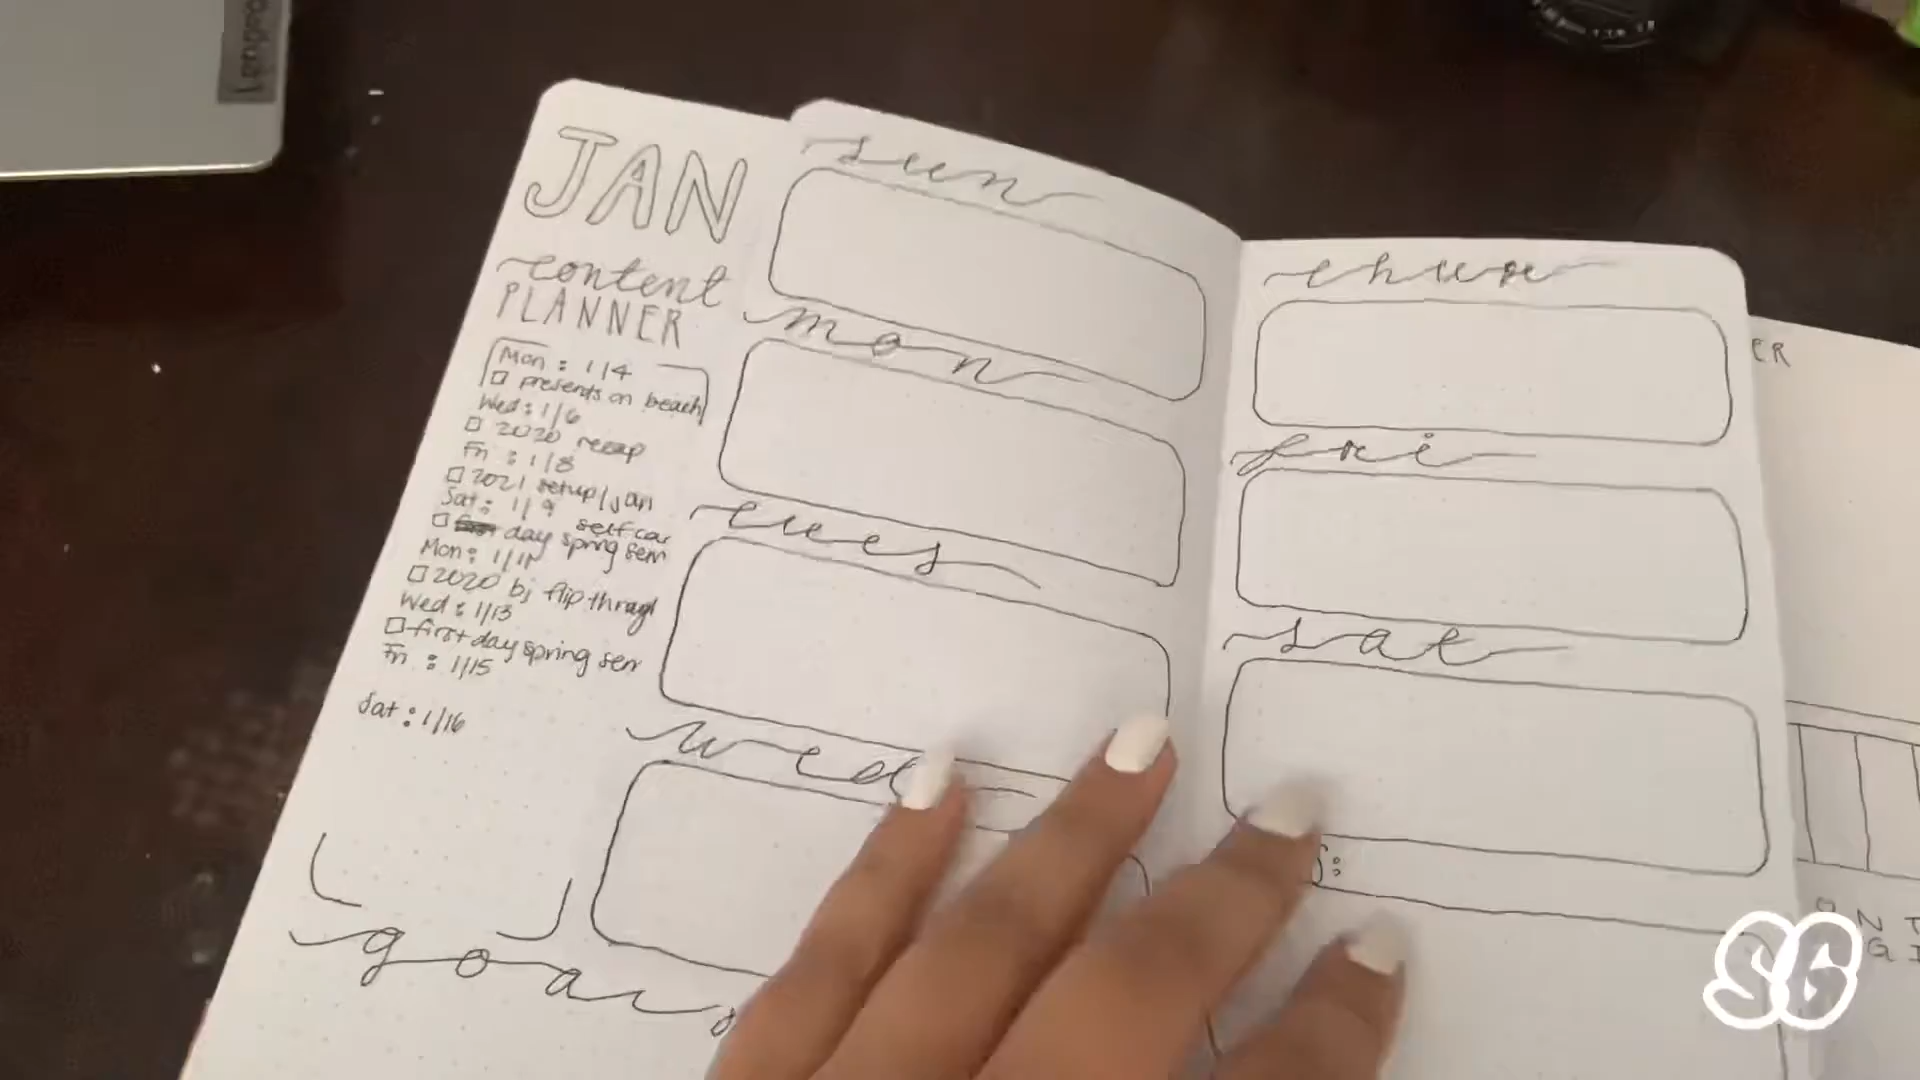 Lenovo
JAN
content
PLANNER
Mon: 1/4
presents on beach
Wed: 1/6
2020 recap
Fri: 1/8
2021 setup/jan
Sat: 1/9
self car
day spring sem
Mon: 1/11
2020 bj flip through
Wed: 1/13
first day spring sem
Fri: 1/15
Sat: 1/16
goals
sun
mon
tues
wed
thur
fri
sat
ER
SG